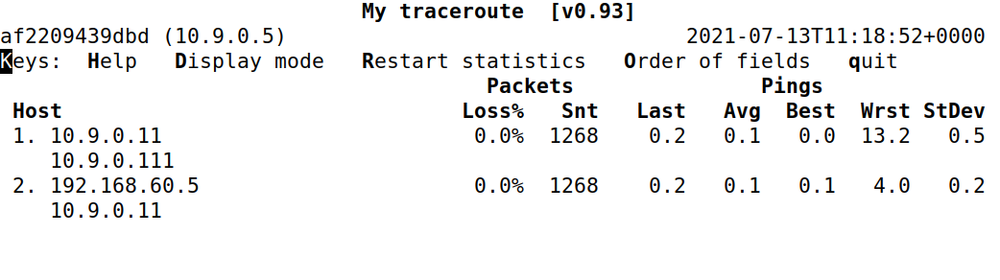 My traceroute  [v0.93]
af2209439dbd (10.9.0.5) 2021-07-13T11:18:52+0000
Keys:  Help   Display mode   Restart statistics   Order of fields   quit
Packets Pings
Host Loss% Snt Last Avg Best Wrst StDev
1. 10.9.0.11 0.0% 1268 0.2 0.1 0.0 13.2 0.5
10.9.0.111
2. 192.168.60.5 0.0% 1268 0.2 0.1 0.1 4.0 0.2
10.9.0.11